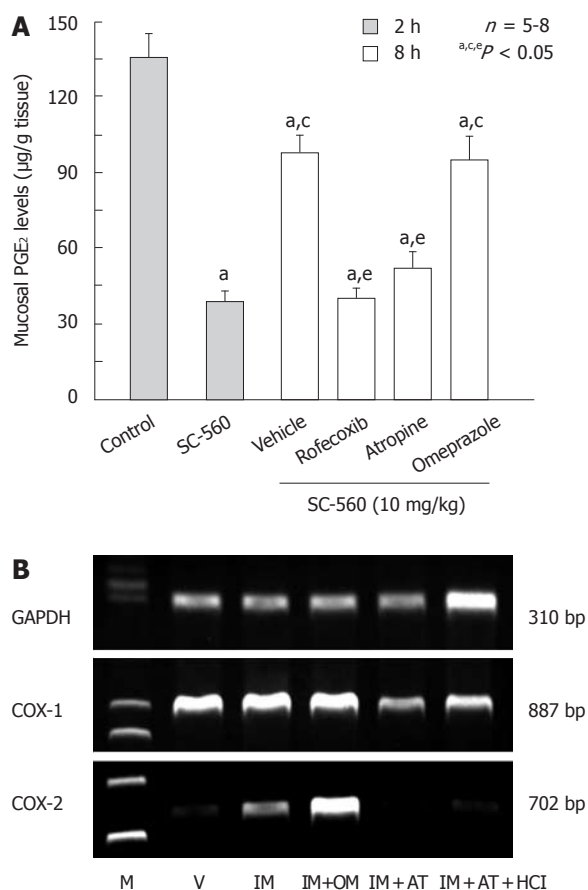 A
2 h
n = 5-8
8 h
a,c,eP < 0.05
Mucosal PGE2 levels (µg/g tissue)
150
120
90
60
30
0
a
a,c
a,e
a,e
a,c
Control
SC-560
Vehicle
Rofecoxib
Atropine
Omeprazole
SC-560 (10 mg/kg)
B
GAPDH
310 bp
COX-1
887 bp
COX-2
702 bp
M
V
IM
IM+OM
IM + AT
IM + AT + HCI